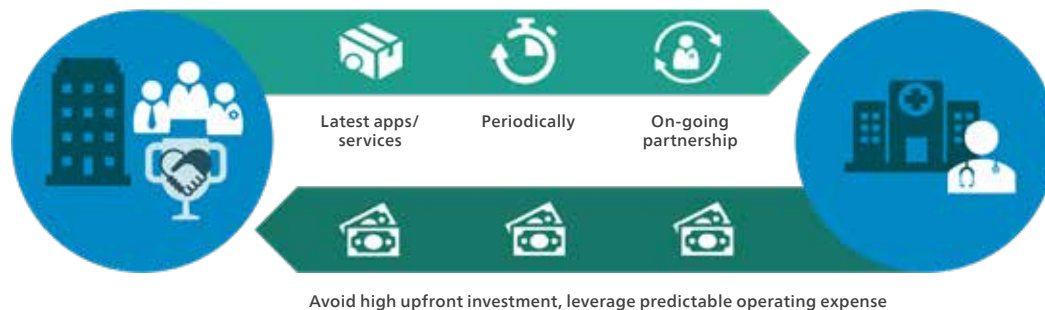 Latest apps/
services
Periodically
On-going
partnership
Avoid high upfront investment, leverage predictable operating expense